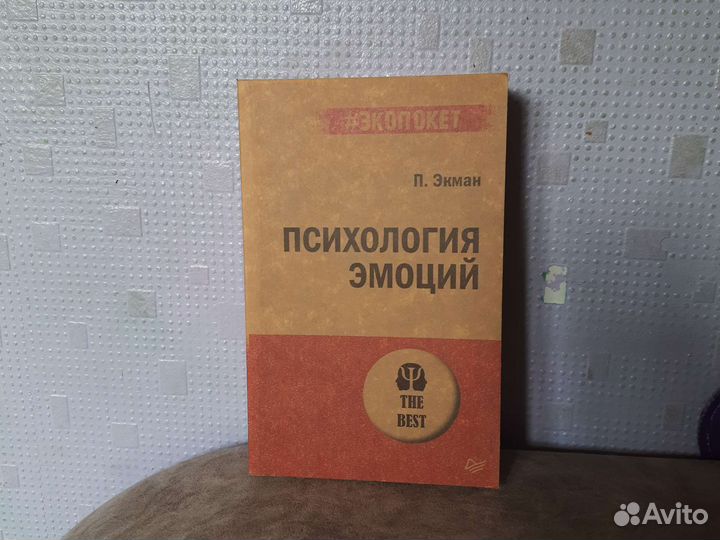 #ЭКОПОКЕТ
П. Экман
ПСИХОЛОГИЯ
ЭМОЦИЙ
THE
BEST
Avito